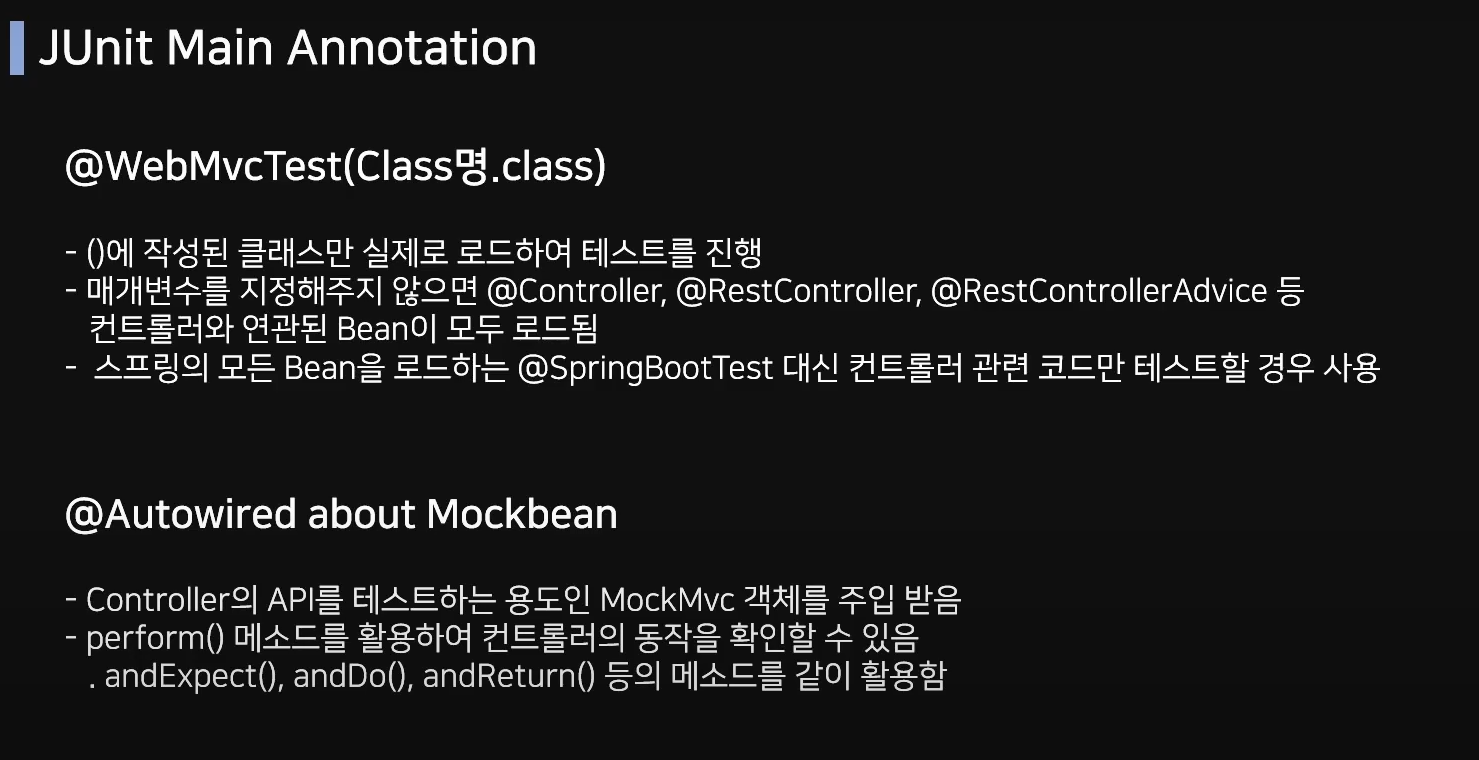 JUnit Main Annotation
@WebMvcTest(Class명.class)
- ()에 작성된 클래스만 실제로 로드하여 테스트를 진행
- 매개변수를 지정해주지 않으면 @Controller, @RestController, @RestControllerAdvice 등
컨트롤러와 연관된 Bean이 모두 로드됨
- 스프링의 모든 Bean을 로드하는 @SpringBootTest 대신 컨트롤러 관련 코드만 테스트할 경우 사용
@Autowired about Mockbean
- Controller의 API를 테스트하는 용도인 MockMvc 객체를 주입 받음
- perform() 메소드를 활용하여 컨트롤러의 동작을 확인할 수 있음
. andExpect(), andDo(), andReturn() 등의 메소드를 같이 활용함